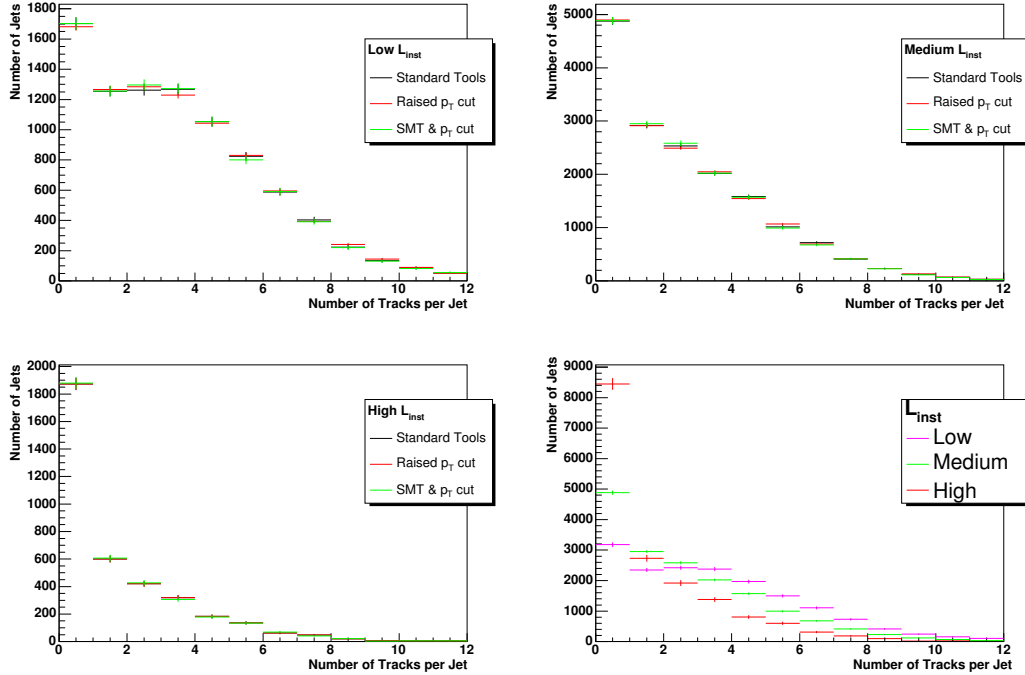 Number of Jets
1800
1600
1400
1200
1000
800
600
400
200
0
0 2 4 6 8 10 12
Number of Tracks per Jet
Low L_inst
Standard Tools
Raised p_T cut
SMT & p_T cut
Number of Jets
5000
4000
3000
2000
1000
0
0 2 4 6 8 10 12
Number of Tracks per Jet
Medium L_inst
Standard Tools
Raised p_T cut
SMT & p_T cut
Number of Jets
2000
1800
1600
1400
1200
1000
800
600
400
200
0
0 2 4 6 8 10 12
Number of Tracks per Jet
High L_inst
Standard Tools
Raised p_T cut
SMT & p_T cut
Number of Jets
9000
8000
7000
6000
5000
4000
3000
2000
1000
0
0 2 4 6 8 10 12
Number of Tracks per Jet
L_inst
Low
Medium
High